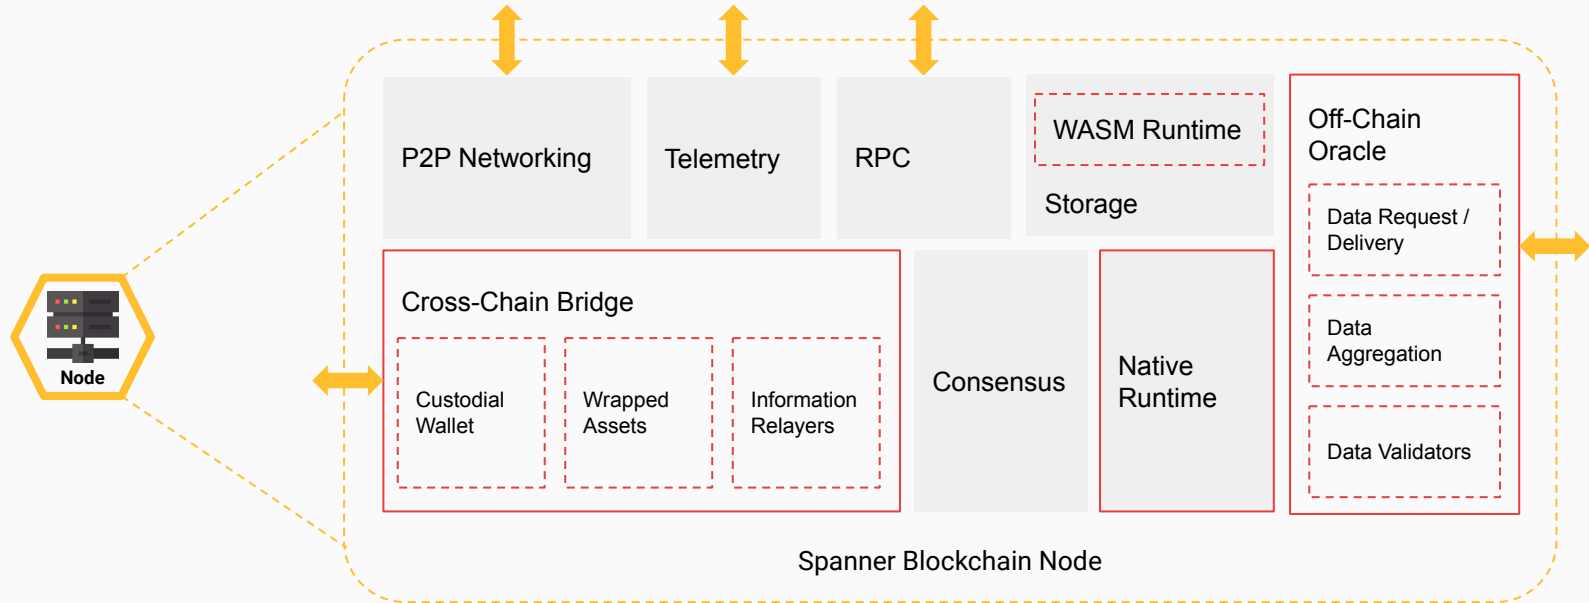 P2P Networking
Telemetry
RPC
WASM Runtime
Storage
Off-Chain
Oracle
Data Request /
Delivery
Data
Aggregation
Data Validators
Cross-Chain Bridge
Custodial
Wallet
Wrapped
Assets
Information
Relayers
Consensus
Native
Runtime
Node
Spanner Blockchain Node